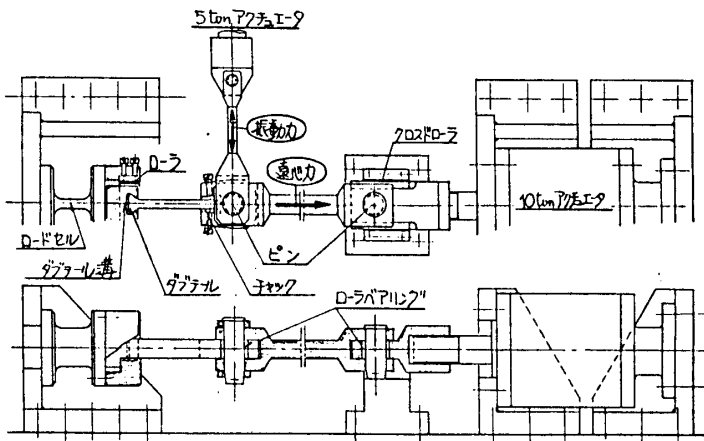 5tonアクチュエータ
振動力
クロスドローラ
ローラ
遠心力
10tonアクチュエータ
ロードセル
ピン
ダブテール溝
ダブテール
チャック
ローラベアリング